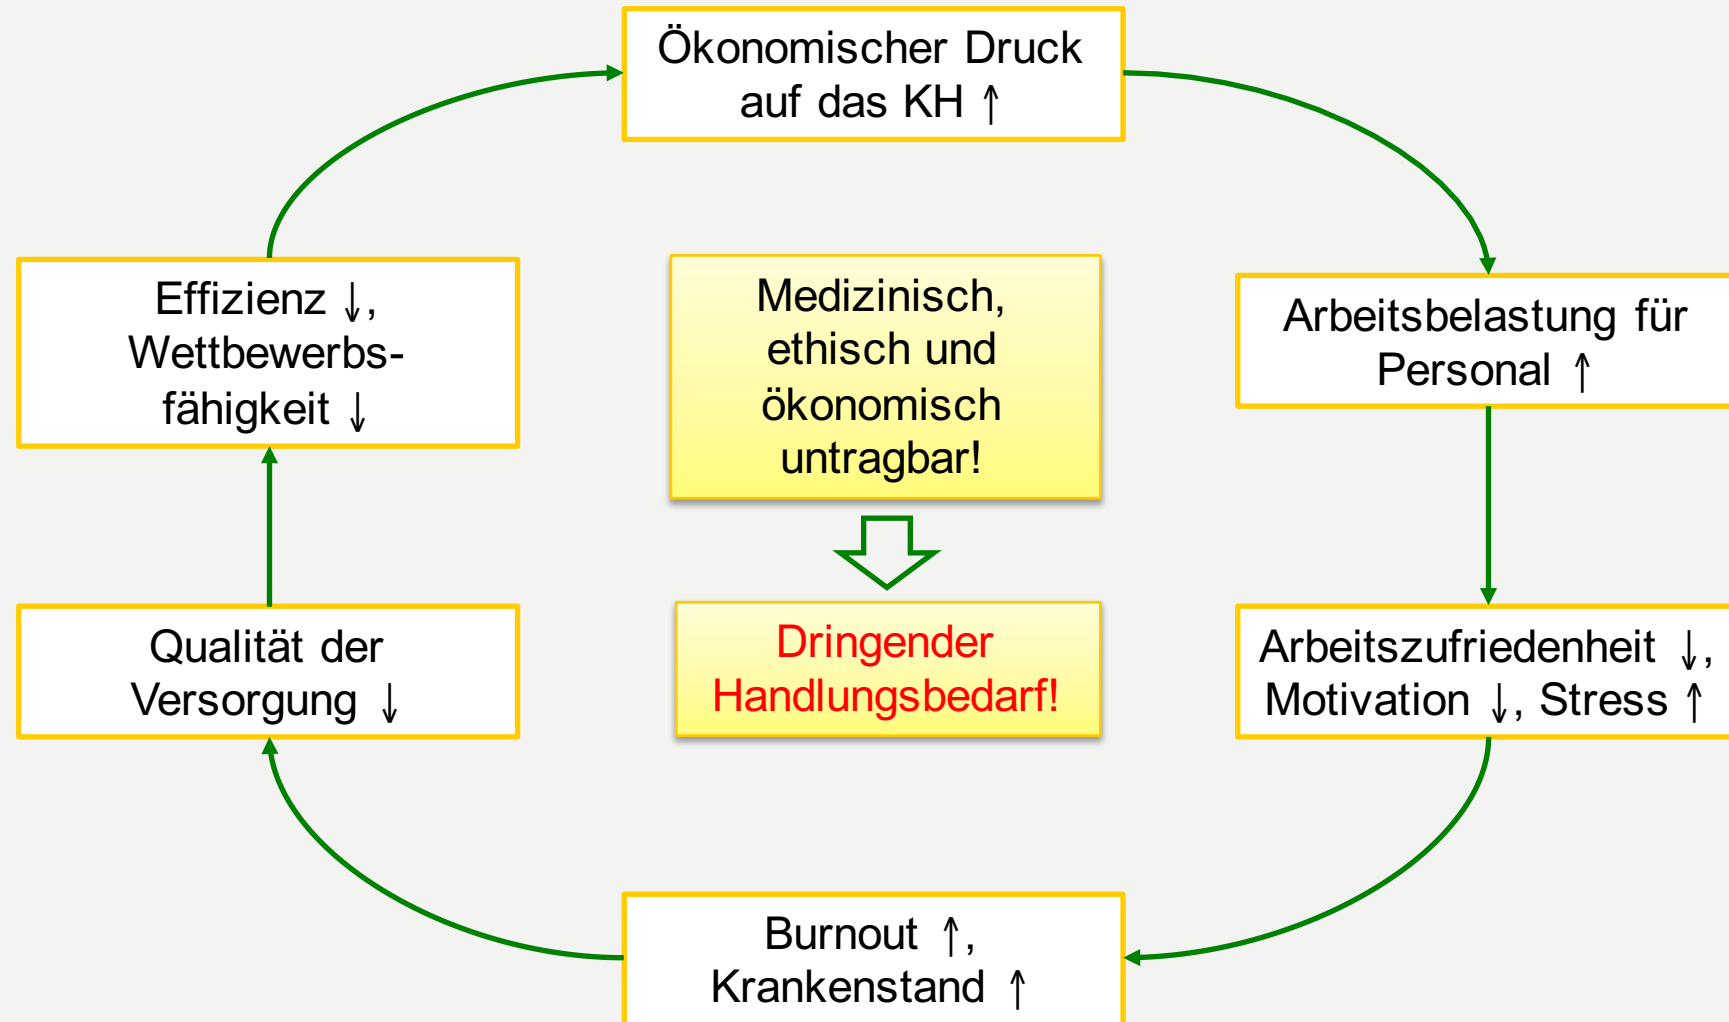 Ökonomischer Druck
auf das KH ↑
Arbeitsbelastung für
Personal ↑
Arbeitszufriedenheit ↓,
Motivation ↓, Stress ↑
Burnout ↑,
Krankenstand ↑
Qualität der
Versorgung ↓
Effizienz ↓,
Wettbewerbs-
fähigkeit ↓
Medizinisch,
ethisch und
ökonomisch
untragbar!
Dringender
Handlungsbedarf!